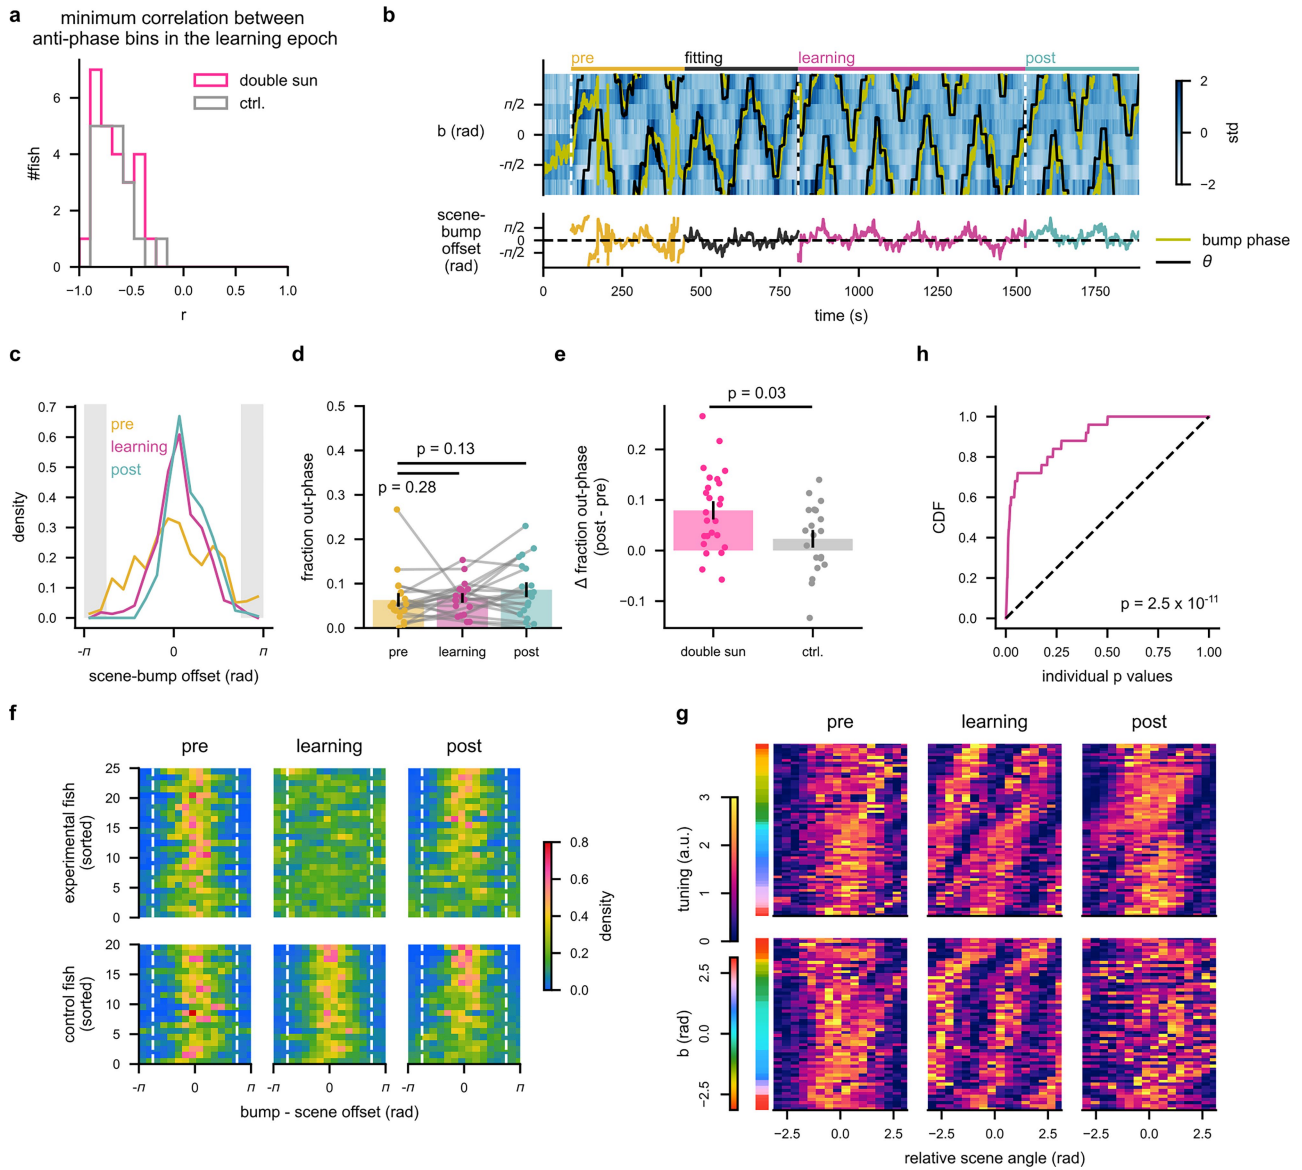 a
minimum correlation between
anti-phase bins in the learning epoch
double sun
ctrl.
#fish
6
4
2
0
−1.0
−0.5
0.0
0.5
1.0
r
b
pre
fitting
learning
post
b (rad)
π/2
0
-π/2
2
0
−2
std
scene-
bump
offset
(rad)
π/2
0
-π/2
bump phase
θ
0
250
500
750
1000
1250
1500
1750
time (s)
c
density
0.7
0.6
0.5
0.4
0.3
0.2
0.1
0.0
pre
learning
post
-π
0
π
scene-bump offset (rad)
d
fraction out-phase
0.5
0.4
0.3
0.2
0.1
0.0
p = 0.13
p = 0.28
pre
learning
post
e
Δ fraction out-phase
(post - pre)
0.2
0.1
0.0
−0.1
p = 0.03
double sun
ctrl.
h
CDF
1.0
0.8
0.6
0.4
0.2
0.0
p = 2.5 x 10⁻¹¹
0.00
0.25
0.50
0.75
1.00
individual p values
f
pre
learning
post
experimental fish
(sorted)
25
20
15
10
5
0
control fish
(sorted)
20
15
10
5
0
-π
0
π
-π
0
π
-π
0
π
bump - scene offset (rad)
0.8
0.6
0.4
0.2
0.0
density
g
pre
learning
post
tuning (a.u.)
3
2
1
0
b (rad)
2.5
0.0
−2.5
−2.5
0.0
2.5
−2.5
0.0
2.5
−2.5
0.0
2.5
relative scene angle (rad)